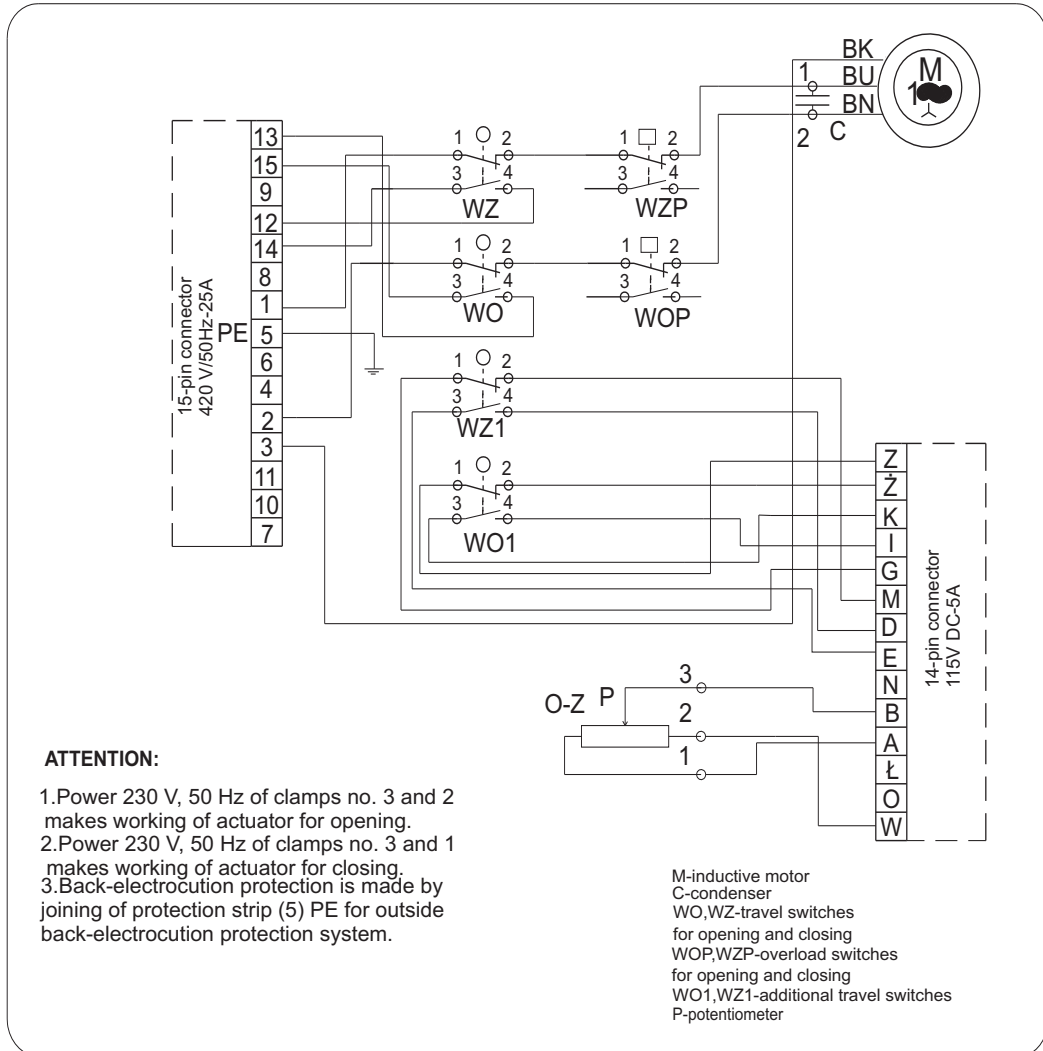 BK
1
BU
M
1
BN
2
C
13
15
9
12
14
8
1
5
6
4
2
3
11
10
7
PE
15-pin connector
420 V/50Hz-25A
1 2
3 4
WZ
1 2
3 4
WZP
1 2
3 4
WO
1 2
3 4
WOP
1 2
3 4
WZ1
1 2
3 4
WO1
Z
Ż
K
I
G
M
D
E
N
B
A
Ł
O
W
14-pin connector
115V DC-5A
O-Z P
3
2
1
ATTENTION:
1.Power 230 V, 50 Hz of clamps no. 3 and 2
makes working of actuator for opening.
2.Power 230 V, 50 Hz of clamps no. 3 and 1
makes working of actuator for closing.
3.Back-electrocution protection is made by
joining of protection strip (5) PE for outside
back-electrocution protection system.
M-inductive motor
C-condenser
WO,WZ-travel switches
for opening and closing
WOP,WZP-overload switches
for opening and closing
WO1,WZ1-additional travel switches
P-potentiometer